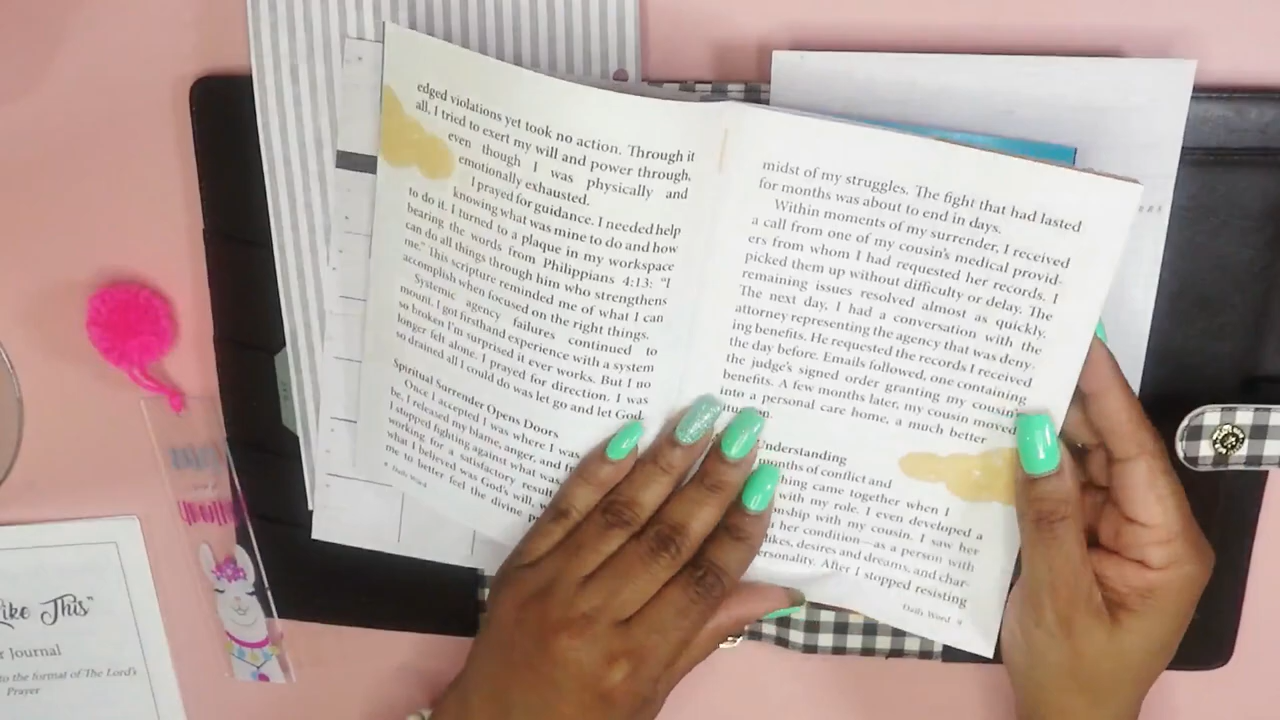 edged violations yet took no action. Through it
all, I tried to exert my will and power through,
even though I was physically and
emotionally exhausted.
I prayed for guidance. I needed help
knowing what was mine to do and how
to do it. I turned to a plaque in my workspace
bearing the words from Philippians 4:13: “I
can do all things through him who strengthens
me.” This scripture reminded me of what I can
accomplish when focused on the right things.
Systemic agency failures continued to
mount. I got firsthand experience with a system
so broken I’m surprised it ever works. But I no
longer felt alone. I prayed for direction. I was
so drained all I could do was let go and let God.
Spiritual Surrender Opens Doors
Once I accepted I was where I was
be, I released my blame, anger, and
I stopped fighting against what was
working for a satisfactory result
what I believed was God’s will,
me to better feel the divine
8 Daily Word
midst of my struggles. The fight that had lasted
for months was about to end in days.
Within moments of my surrender, I received
a call from one of my cousin’s medical provid-
ers from whom I had requested her records. I
picked them up without difficulty or delay. The
remaining issues resolved almost as quickly.
The next day, I had a conversation with the
attorney representing the agency that was deny-
ing benefits. He requested the records I received
the day before. Emails followed, one containing
the judge’s signed order granting my cousin
benefits. A few months later, my cousin moved
into a personal care home, a much better
Understanding
months of conflict and
thing came together when I
with my role. I even developed a
nship with my cousin. I saw her
her condition—as a person with
likes, desires and dreams, and char-
ersonality. After I stopped resisting
Daily Word 9
Like This”
r Journal
to the format of The Lord’s
Prayer